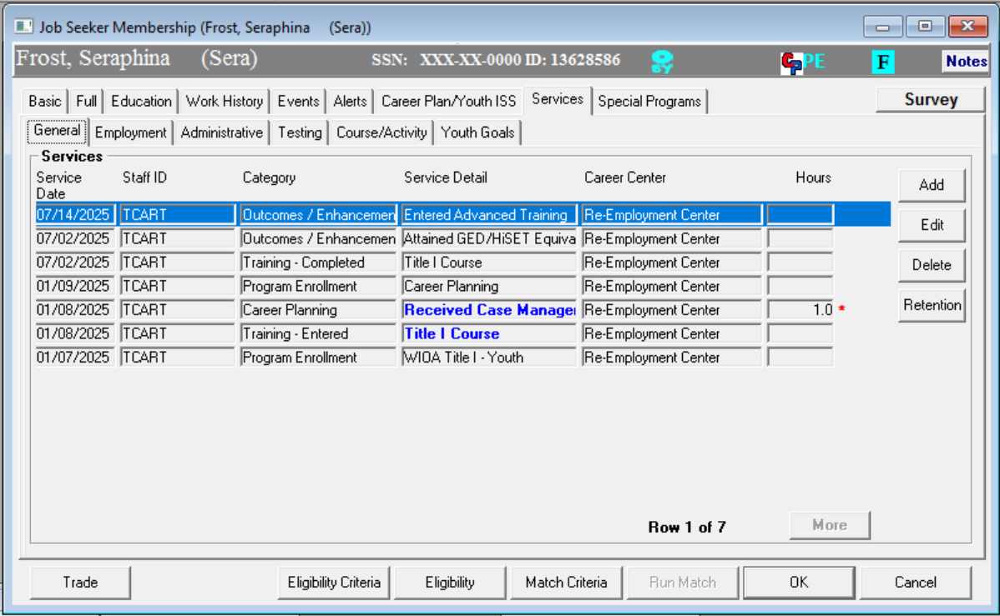 Job Seeker Membership (Frost, Seraphina (Sera))
Frost, Seraphina (Sera) SSN: XXX-XX-0000 ID: 13628586 CP PE F Notes
Basic Full Education Work History Events Alerts Career Plan/Youth ISS Services Special Programs Survey
General Employment Administrative Testing Course/Activity Youth Goals
Services
Service Date Staff ID Category Service Detail Career Center Hours
07/14/2025 TCART Outcomes / Enhancemen Entered Advanced Training Re-Employment Center
07/02/2025 TCART Outcomes / Enhancemen Attained GED/HiSET Equiva Re-Employment Center
07/02/2025 TCART Training - Completed Title I Course Re-Employment Center
01/09/2025 TCART Program Enrollment Career Planning Re-Employment Center
01/08/2025 TCART Career Planning Received Case Manage Re-Employment Center 1.0 *
01/08/2025 TCART Training - Entered Title I Course Re-Employment Center
01/07/2025 TCART Program Enrollment WIOA Title I - Youth Re-Employment Center
Add
Edit
Delete
Retention
Row 1 of 7 More
Trade Eligibility Criteria Eligibility Match Criteria Run Match OK Cancel